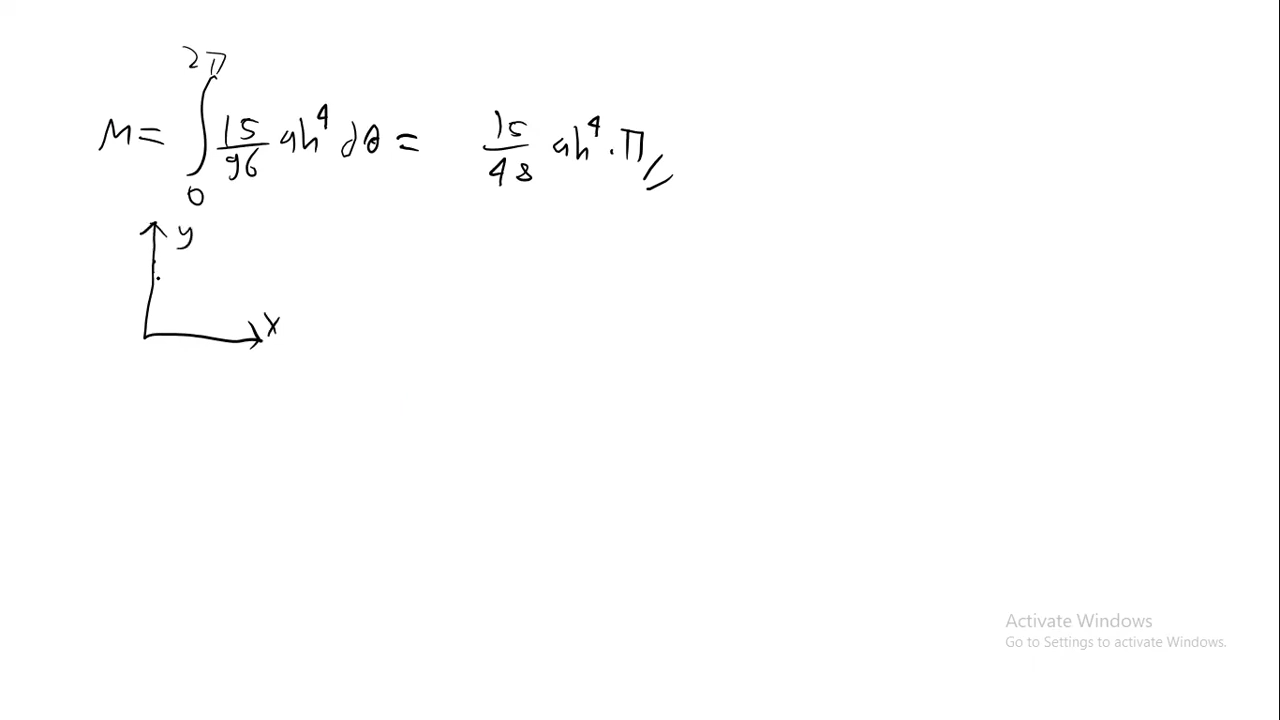 M = ∫₀^2π 15/96 ah⁴ dθ = 15/48 ah⁴ · π //
y
x
Activate Windows
Go to Settings to activate Windows.